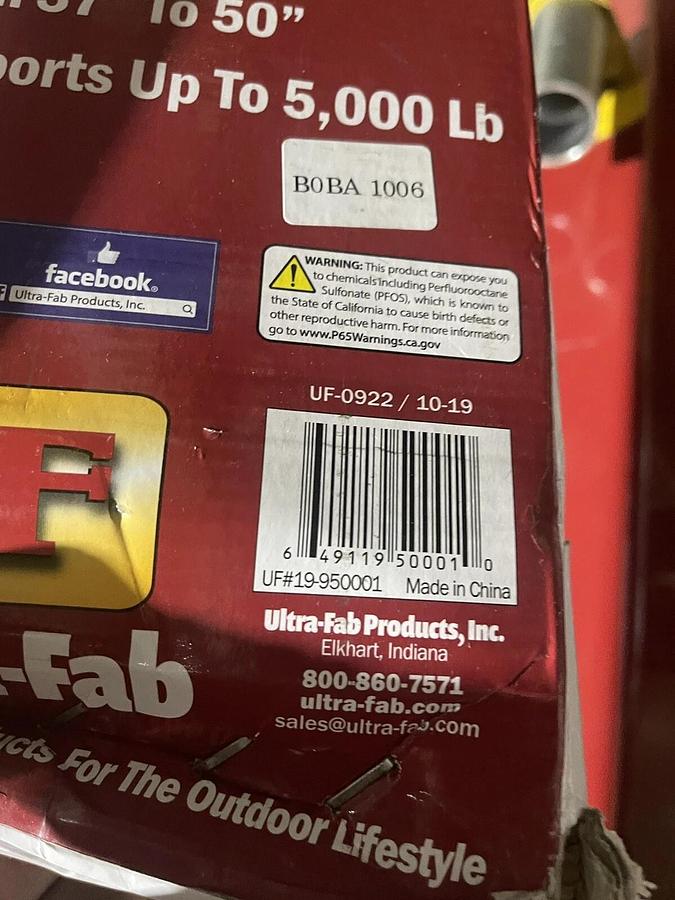 To 50”
Up To 5,000 Lb
B0BA 1006
facebook®
Ultra-Fab Products, Inc.
WARNING: This product can expose you
to chemicals including Perfluorooctane
Sulfonate (PFOS), which is known to
the State of California to cause birth defects or
other reproductive harm. For more information
go to www.P65Warnings.ca.gov
UF-0922 / 10-19
6 49119 50001 0
UF#19-950001 Made in China
F
-Fab
Ultra-Fab Products, Inc.
Elkhart, Indiana
800-860-7571
ultra-fab.com
sales@ultra-fab.com
For The Outdoor Lifestyle